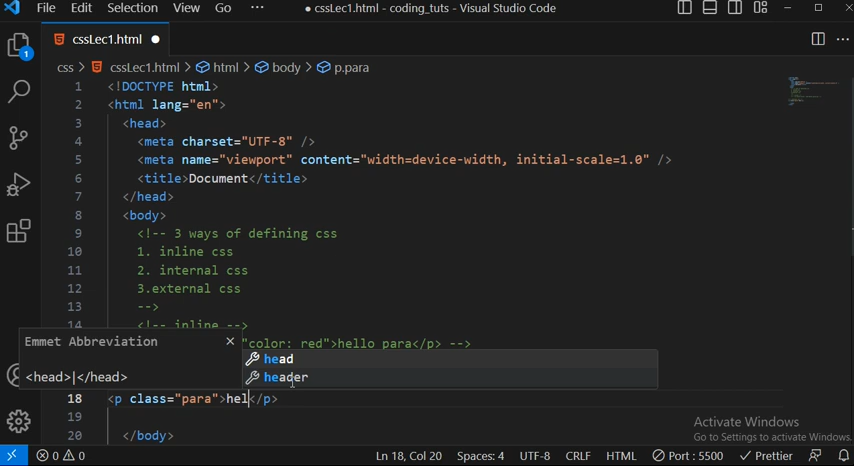 File Edit Selection View Go ··· ● cssLec1.html - coding_tuts - Visual Studio Code
cssLec1.html ●
1
css > cssLec1.html > html > body > p.para
1 <!DOCTYPE html>
2 <html lang="en">
3 <head>
4 <meta charset="UTF-8" />
5 <meta name="viewport" content="width=device-width, initial-scale=1.0" />
6 <title>Document</title>
7 </head>
8 <body>
9 <!-- 3 ways of defining css
10 1. inline css
11 2. internal css
12 3.external css
13 -->
14 <!-- inline -->
"color: red">hello para</p> -->
Emmet Abbreviation ×
<head>|</head>
head
header
18 <p class="para">hel</p>
19
20 </body>
Activate Windows
Go to Settings to activate Windows.
0 0 Ln 18, Col 20 Spaces: 4 UTF-8 CRLF HTML Port : 5500 Prettier